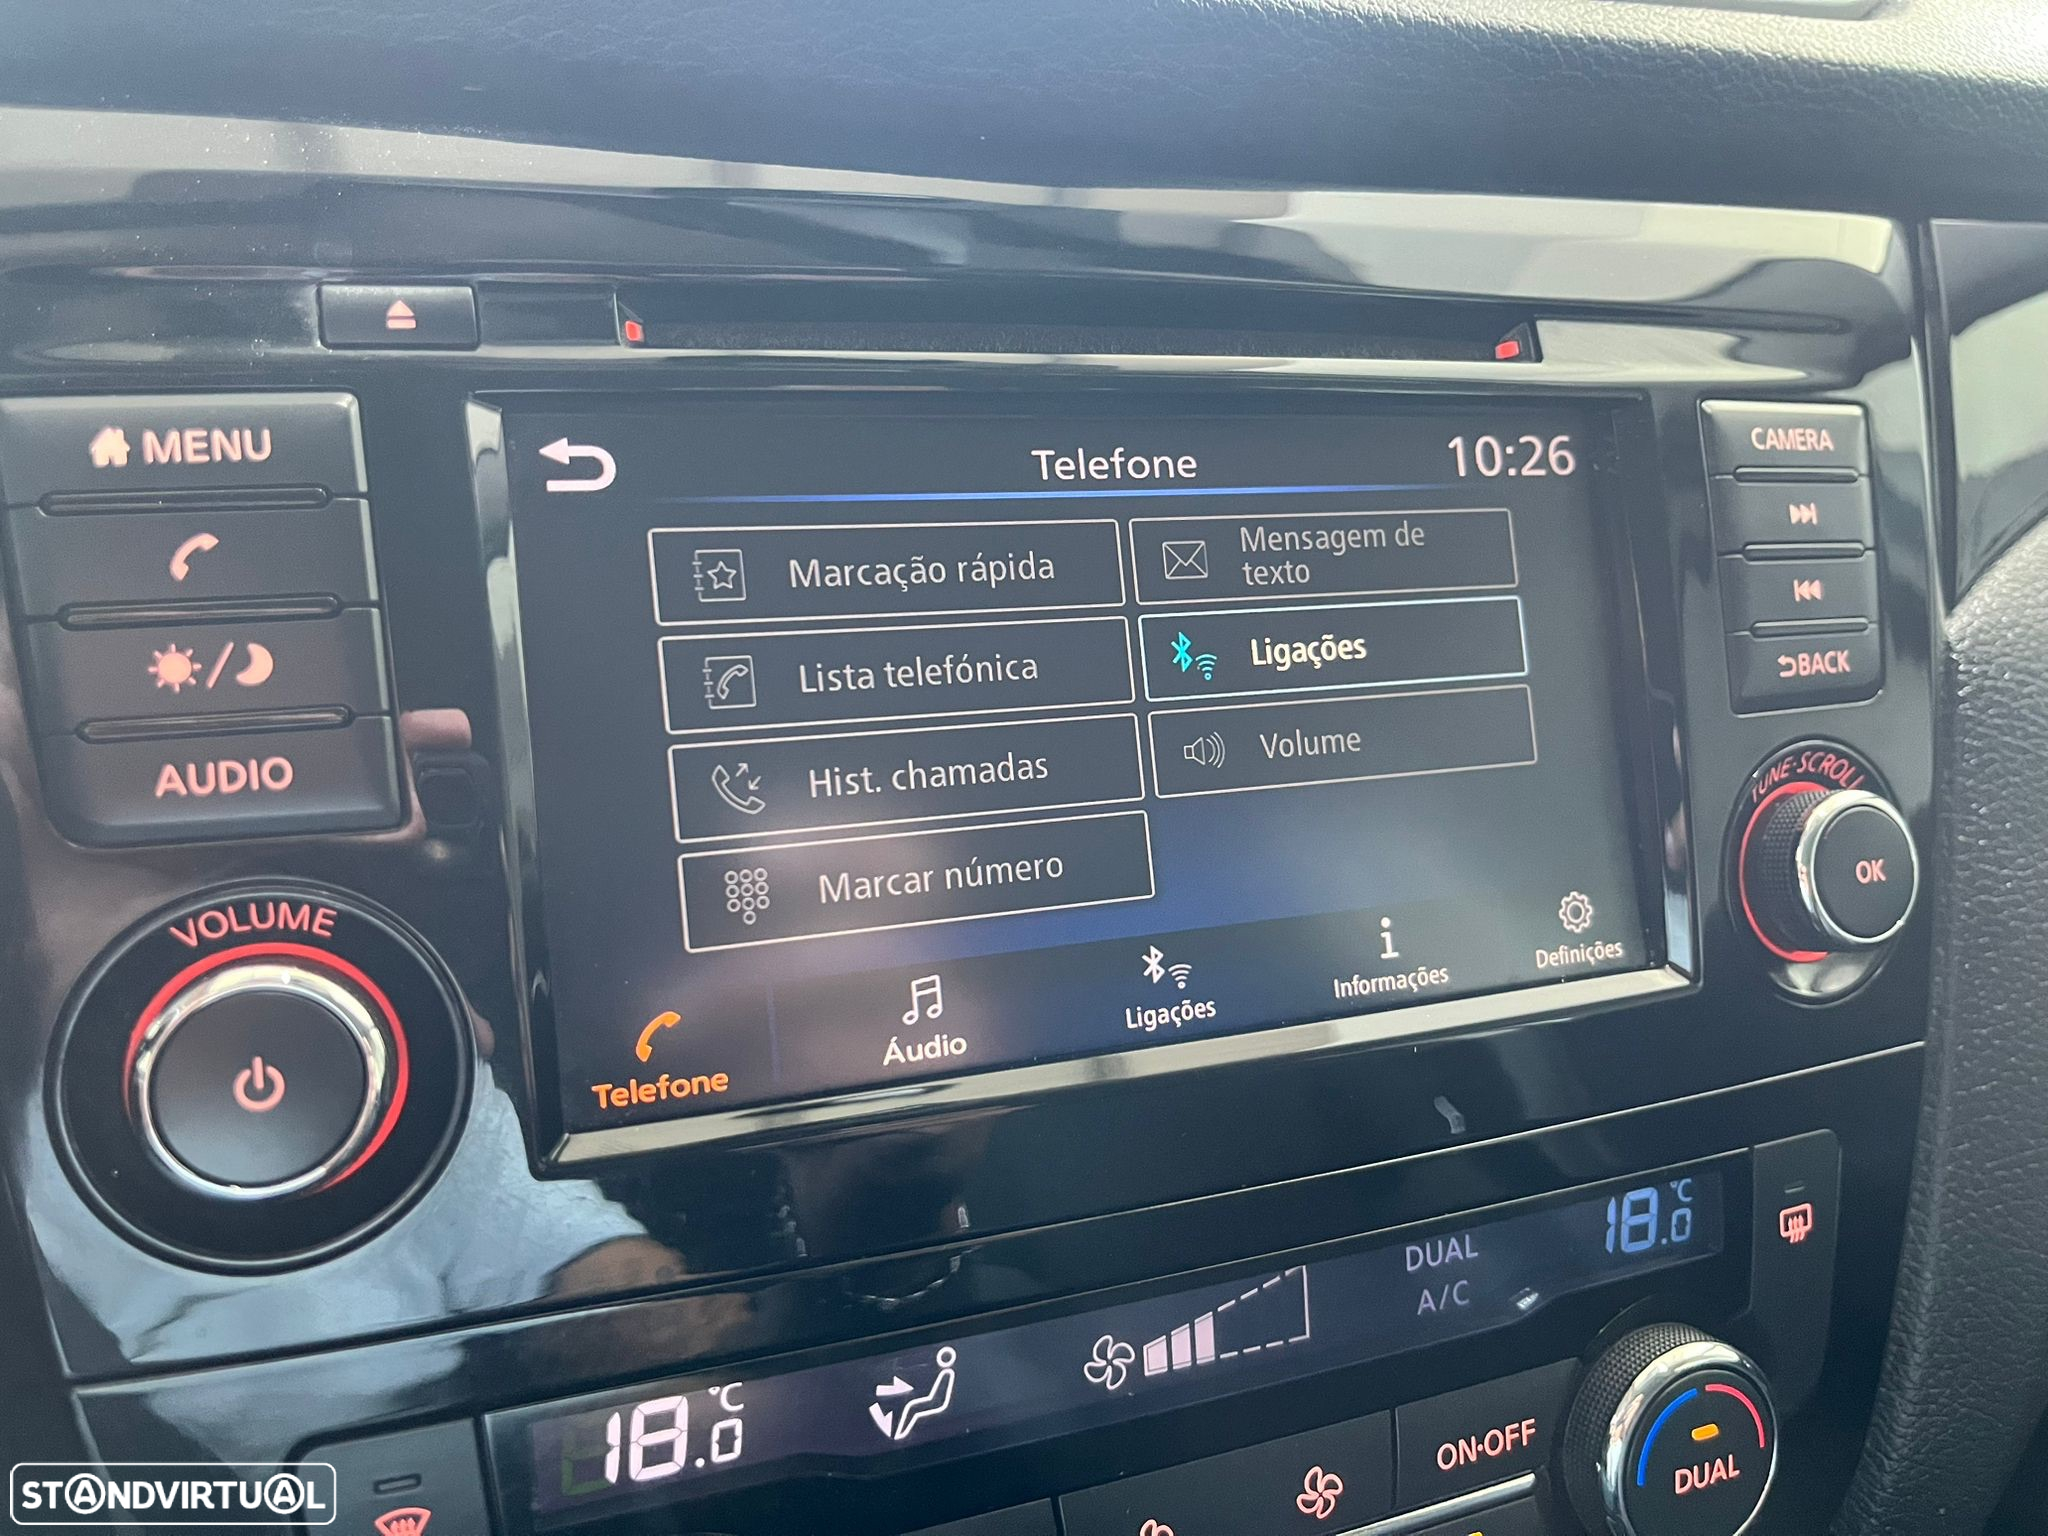 MENU
AUDIO
VOLUME
Telefone
10:26
Marcação rápida
Mensagem de
texto
Lista telefónica
Ligações
Hist. chamadas
Volume
Marcar número
Telefone
Áudio
Ligações
Informações
Definições
CAMERA
BACK
TUNE·SCROLL
OK
18.0 °C
DUAL
A/C
18.0 °C
ON·OFF
DUAL
STANDVIRTUAL